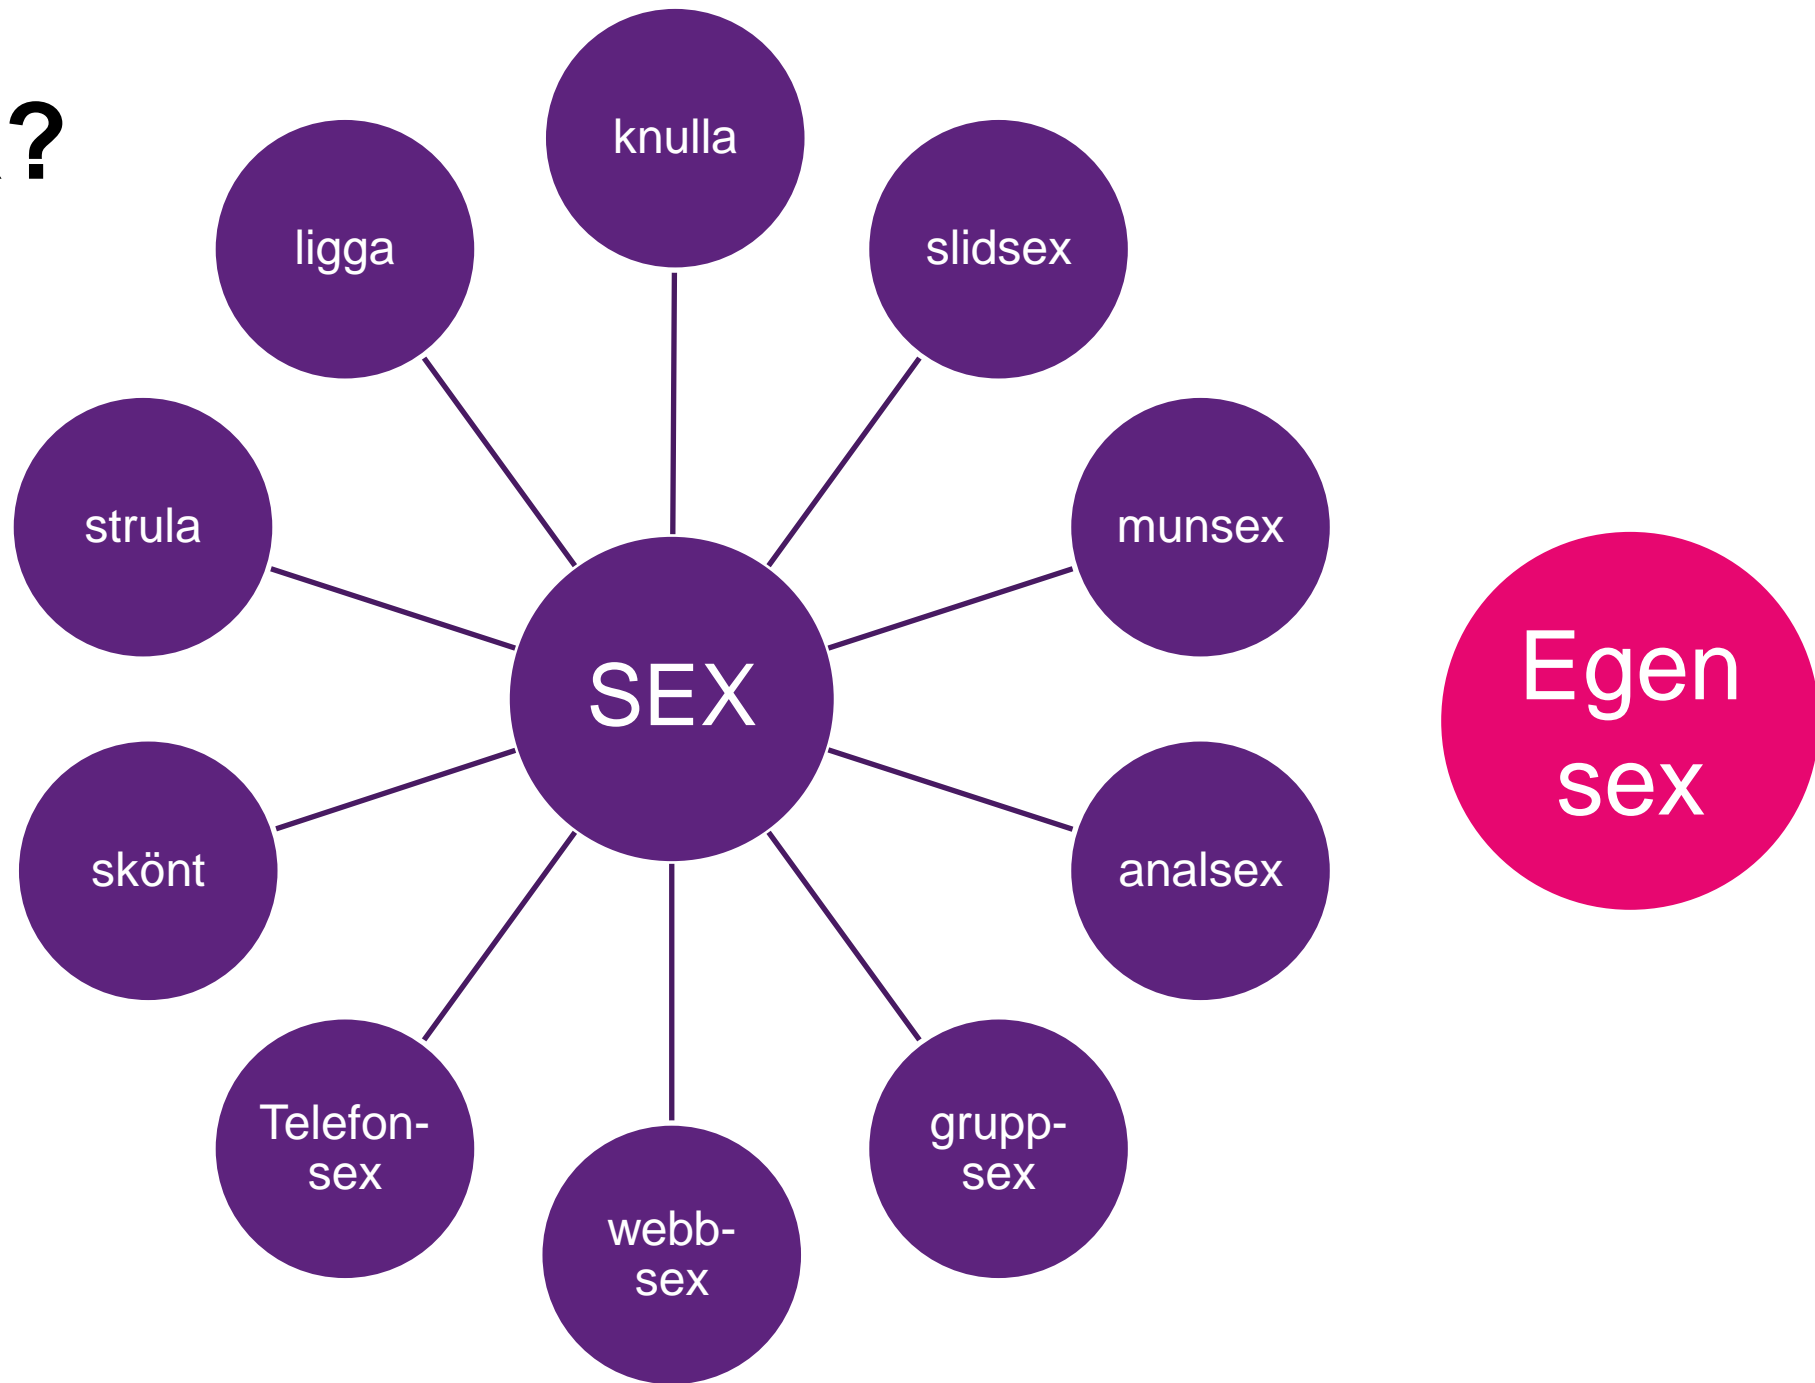 ?
knulla
ligga
slidsex
strula
munsex
SEX
Egen
sex
skönt
analsex
Telefon-
sex
grupp-
sex
webb-
sex